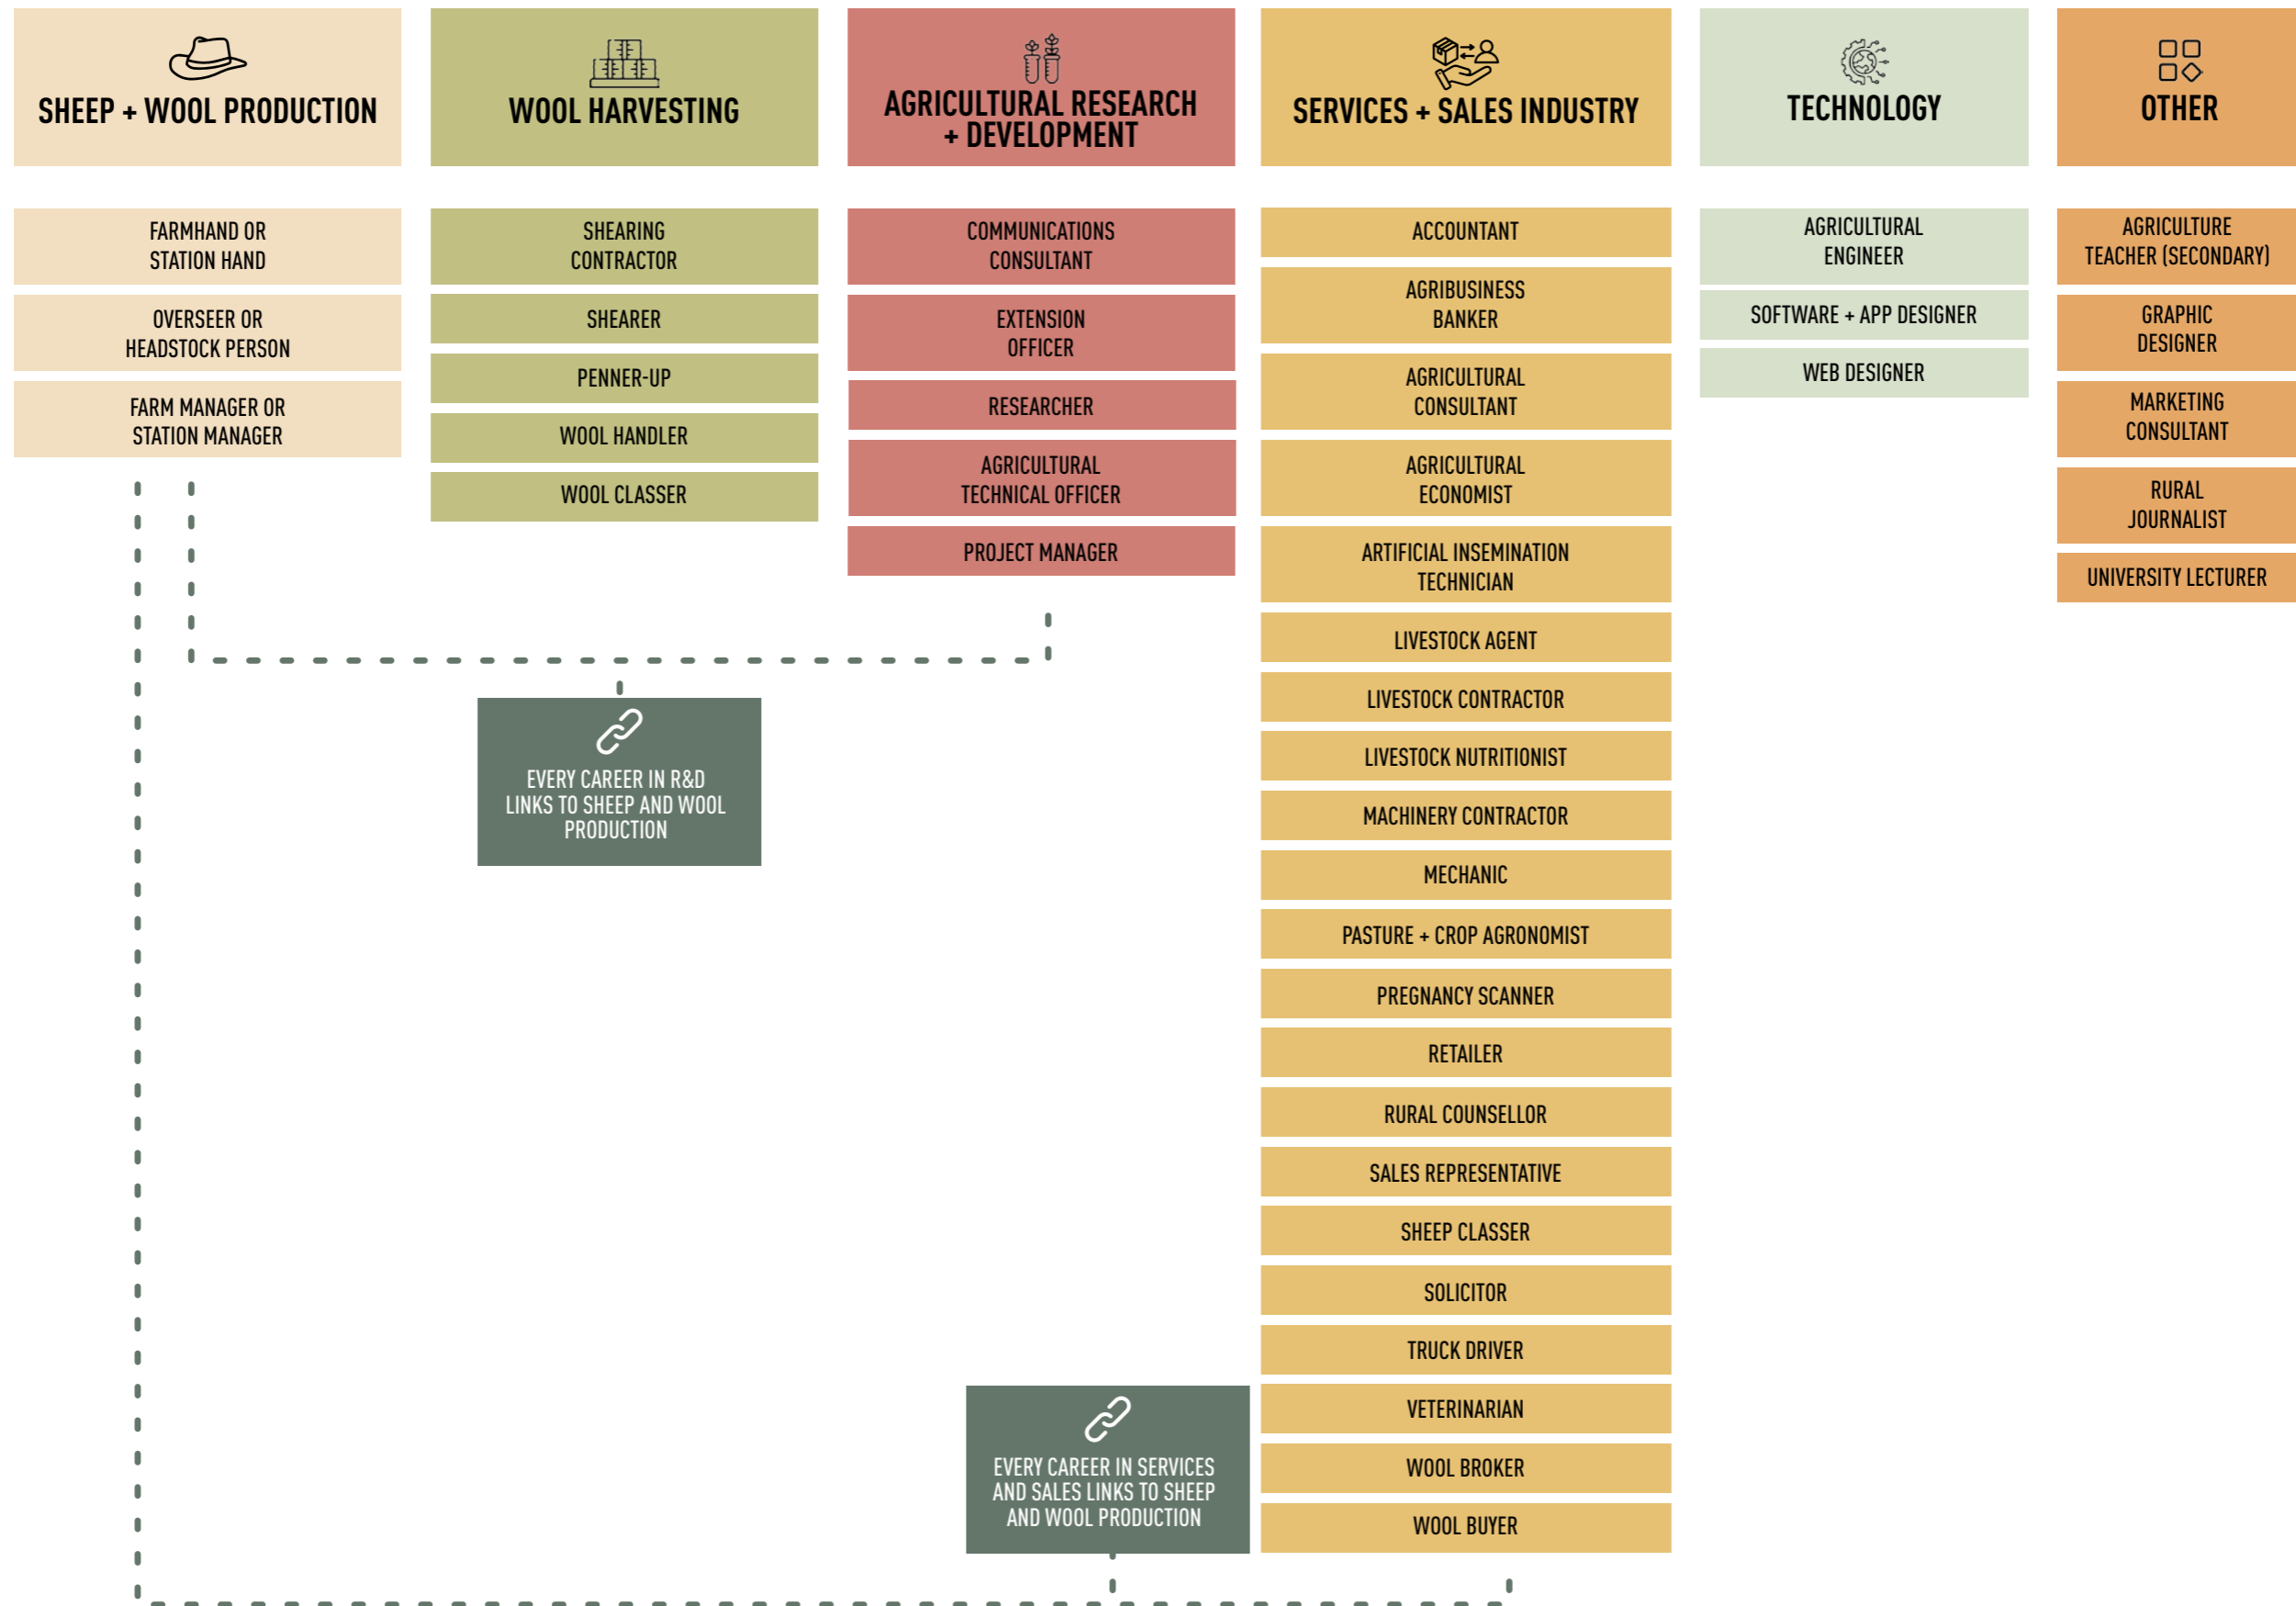 SHEEP + WOOL PRODUCTION
FARMHAND OR
STATION HAND
OVERSEER OR
HEADSTOCK PERSON
FARM MANAGER OR
STATION MANAGER
WOOL HARVESTING
SHEARING
CONTRACTOR
SHEARER
PENNER-UP
WOOL HANDLER
WOOL CLASSER
AGRICULTURAL RESEARCH
+ DEVELOPMENT
COMMUNICATIONS
CONSULTANT
EXTENSION
OFFICER
RESEARCHER
AGRICULTURAL
TECHNICAL OFFICER
PROJECT MANAGER
EVERY CAREER IN R&D
LINKS TO SHEEP AND WOOL
PRODUCTION
SERVICES + SALES INDUSTRY
ACCOUNTANT
AGRIBUSINESS
BANKER
AGRICULTURAL
CONSULTANT
AGRICULTURAL
ECONOMIST
ARTIFICIAL INSEMINATION
TECHNICIAN
LIVESTOCK AGENT
LIVESTOCK CONTRACTOR
LIVESTOCK NUTRITIONIST
MACHINERY CONTRACTOR
MECHANIC
PASTURE + CROP AGRONOMIST
PREGNANCY SCANNER
RETAILER
RURAL COUNSELLOR
SALES REPRESENTATIVE
SHEEP CLASSER
SOLICITOR
TRUCK DRIVER
VETERINARIAN
WOOL BROKER
WOOL BUYER
EVERY CAREER IN SERVICES
AND SALES LINKS TO SHEEP
AND WOOL PRODUCTION
TECHNOLOGY
AGRICULTURAL
ENGINEER
SOFTWARE + APP DESIGNER
WEB DESIGNER
OTHER
AGRICULTURE
TEACHER (SECONDARY)
GRAPHIC
DESIGNER
MARKETING
CONSULTANT
RURAL
JOURNALIST
UNIVERSITY LECTURER